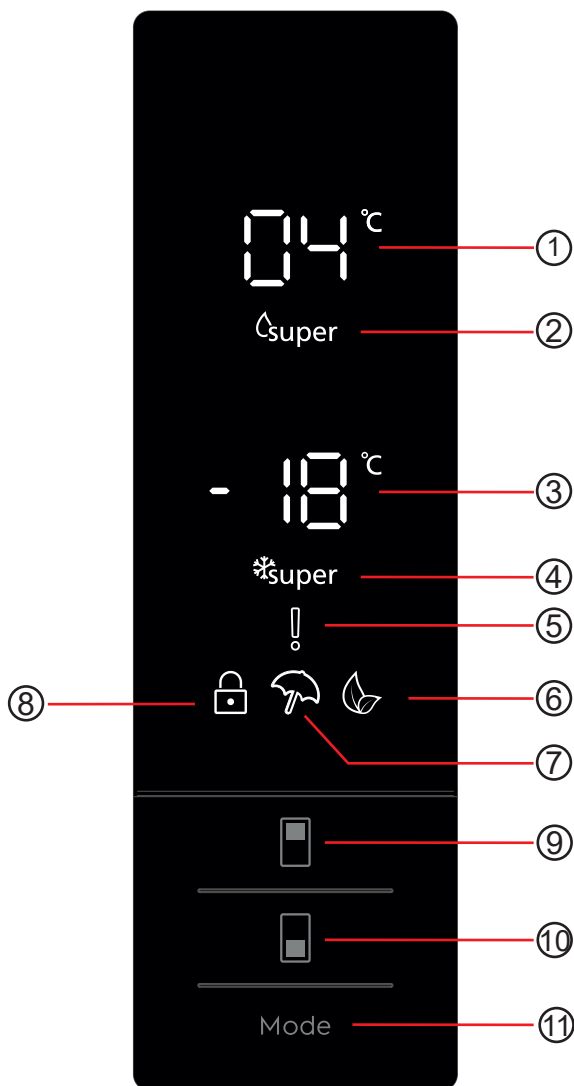 04 °C
①
super
②
-18 °C
③
super
④
!
⑤
⑧
⑥
⑦
⑨
⑩
Mode
⑪